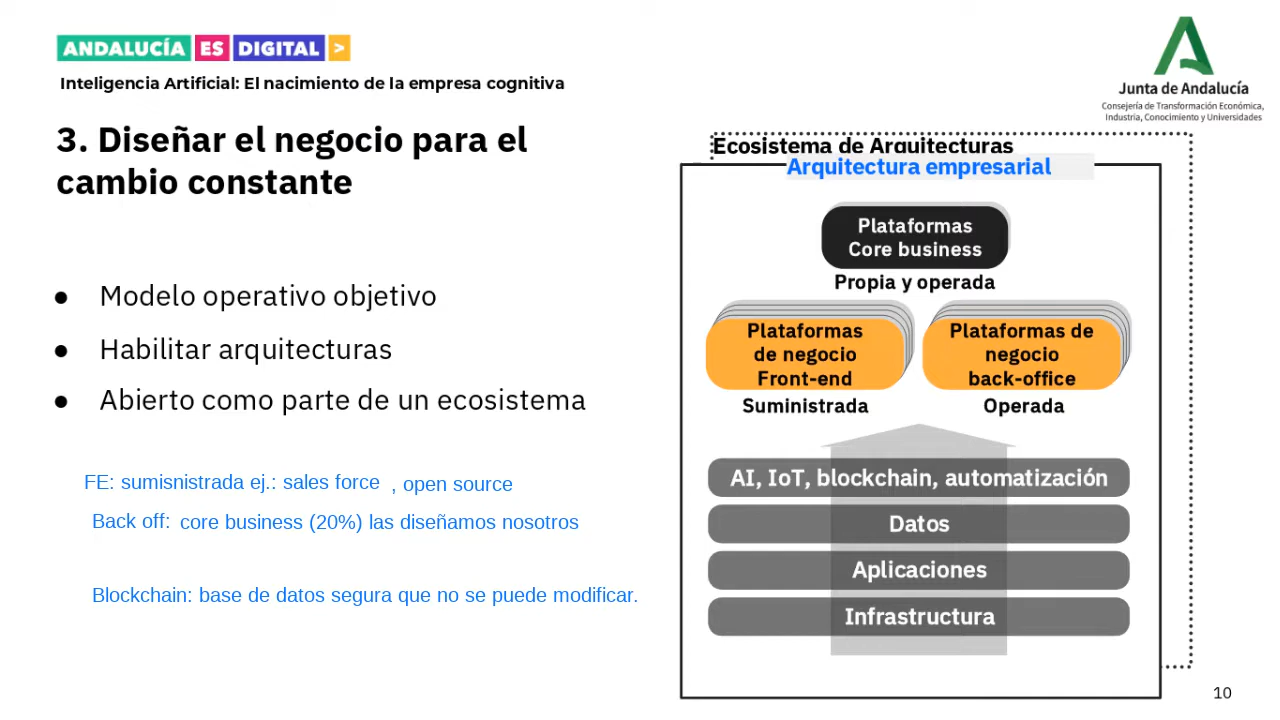 ANDALUCÍA ES DIGITAL >
Inteligencia Artificial: El nacimiento de la empresa cognitiva
Junta de Andalucía
Consejería de Transformación Económica,
Industria, Conocimiento y Universidades
3. Diseñar el negocio para el
cambio constante
● Modelo operativo objetivo
● Habilitar arquitecturas
● Abierto como parte de un ecosistema
FE: sumisnistrada ej.: sales force , open source
Back off: core business (20%) las diseñamos nosotros
Blockchain: base de datos segura que no se puede modificar.
Ecosistema de Arquitecturas
Arquitectura empresarial
Plataformas
Core business
Propia y operada
Plataformas
de negocio
Front-end
Suministrada
Plataformas de
negocio
back-office
Operada
AI, IoT, blockchain, automatización
Datos
Aplicaciones
Infrastructura
10